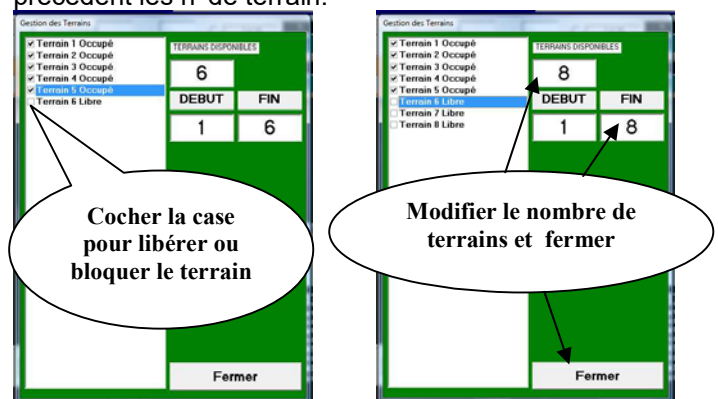 précèdent les n° de terrain.
Gestion des Terrains
Terrain 1 Occupé
Terrain 2 Occupé
Terrain 3 Occupé
Terrain 4 Occupé
Terrain 5 Occupé
Terrain 6 Libre
TERRAINS DISPONIBLES
6
DEBUT FIN
1 6
Cocher la case
pour libérer ou
bloquer le terrain
Fermer
Gestion des Terrains
Terrain 1 Occupé
Terrain 2 Occupé
Terrain 3 Occupé
Terrain 4 Occupé
Terrain 5 Occupé
Terrain 6 Libre
Terrain 7 Libre
Terrain 8 Libre
TERRAINS DISPONIBLES
8
DEBUT FIN
1 8
Modifier le nombre de
terrains et fermer
Fermer